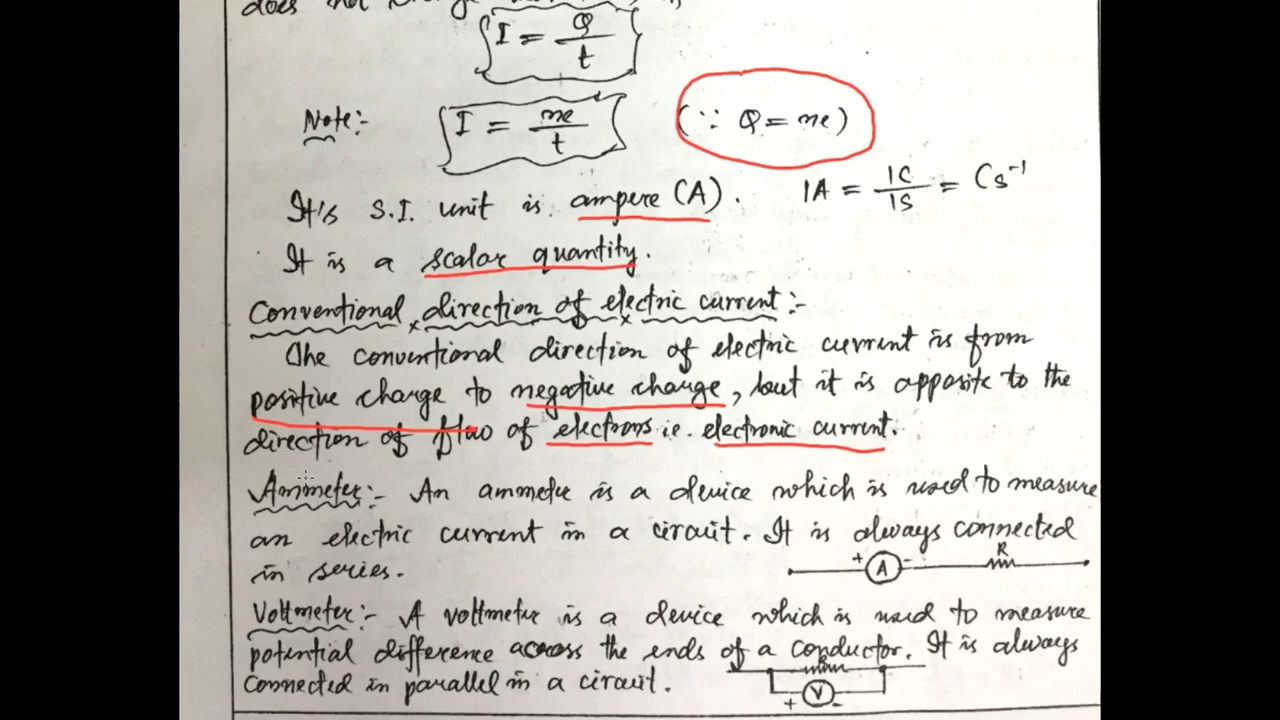 does not
I = Q/t
Note:- I = ne/t (∵ Q = ne)
It's S.I. unit is ampere (A). 1A = 1C/1S = Cs⁻¹
It is a scalar quantity.
Conventional direction of electric current:-
The conventional direction of electric current is from
positive charge to negative charge, but it is opposite to the
direction of flow of electrons ie. electronic current.
Ammeter:- An ammeter is a device which is used to measure
an electric current in a circuit. It is always connected
in series. + A - R
Voltmeter:- A voltmeter is a device which is used to measure
potential difference across the ends of a conductor. It is always
connected in parallel in a circuit. R + V -